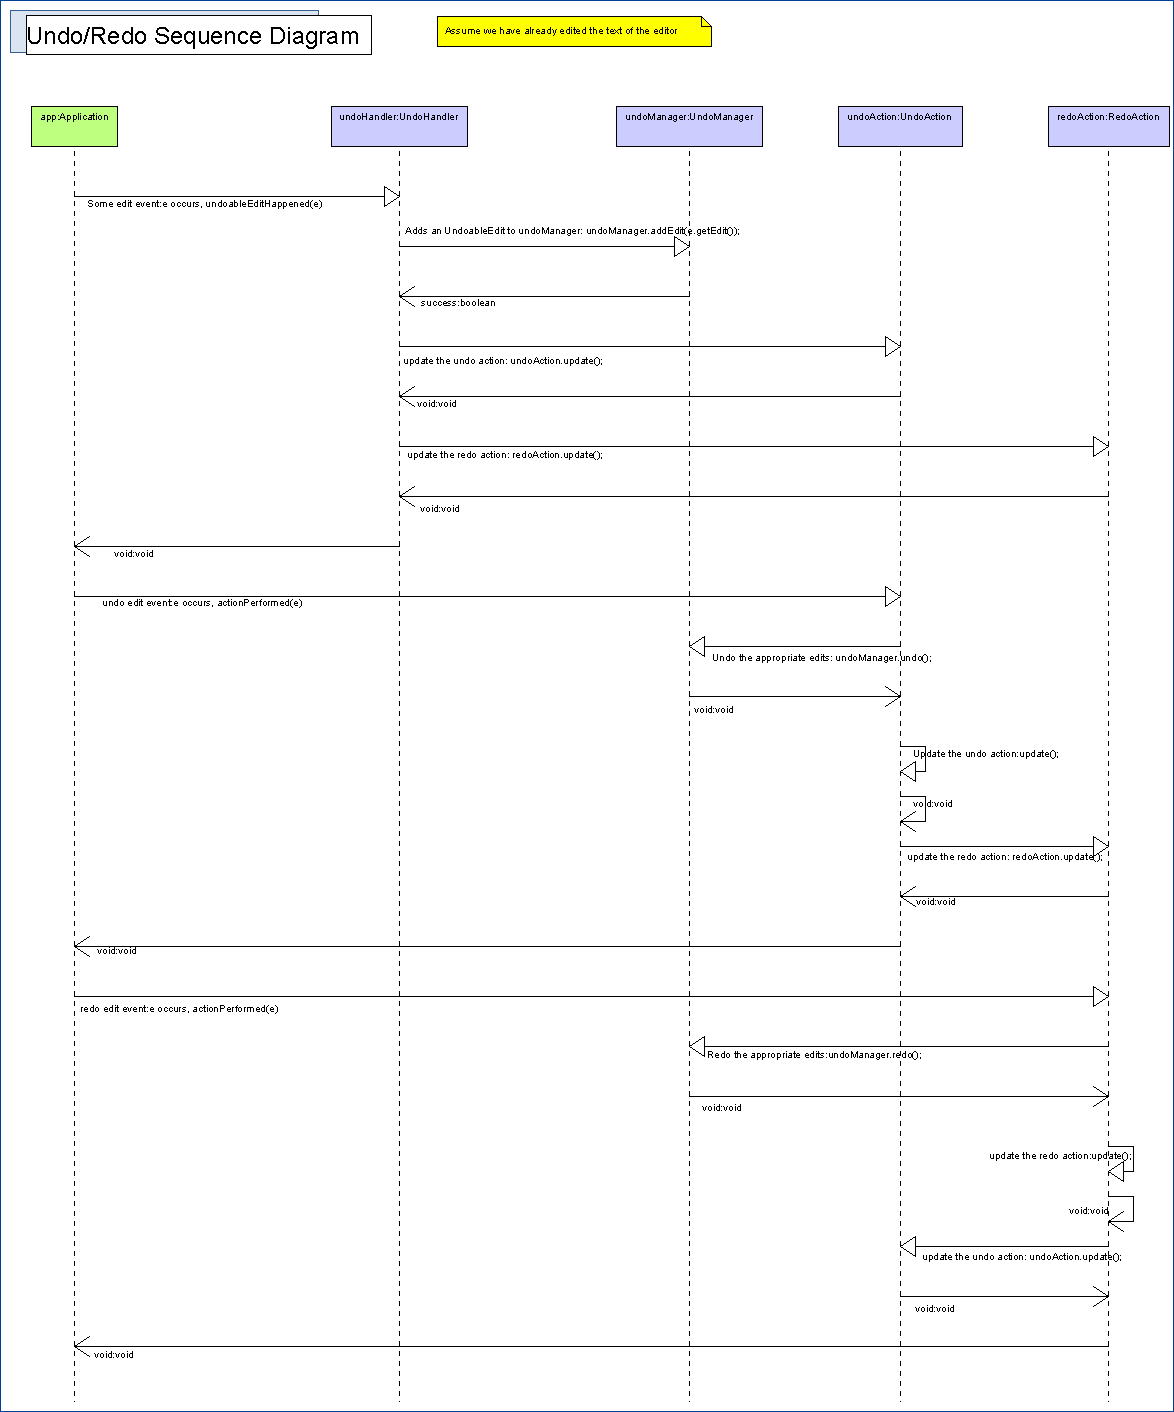 Undo/Redo Sequence Diagram
Assume we have already edited the text of the editor
app:Application
undoHandler:UndoHandler
undoManager:UndoManager
undoAction:UndoAction
redoAction:RedoAction
Some edit event:e occurs, undoableEditHappened(e)
Adds an UndoableEdit to undoManager: undoManager.addEdit(e.getEdit());
success:boolean
update the undo action: undoAction.update();
void:void
update the redo action: redoAction.update();
void:void
void:void
undo edit event:e occurs, actionPerformed(e)
Undo the appropriate edits: undoManager.undo();
void:void
Update the undo action:update();
void:void
update the redo action: redoAction.update();
void:void
void:void
redo edit event:e occurs, actionPerformed(e)
Redo the appropriate edits:undoManager.redo();
void:void
update the redo action:update();
void:void
update the undo action: undoAction.update();
void:void
void:void